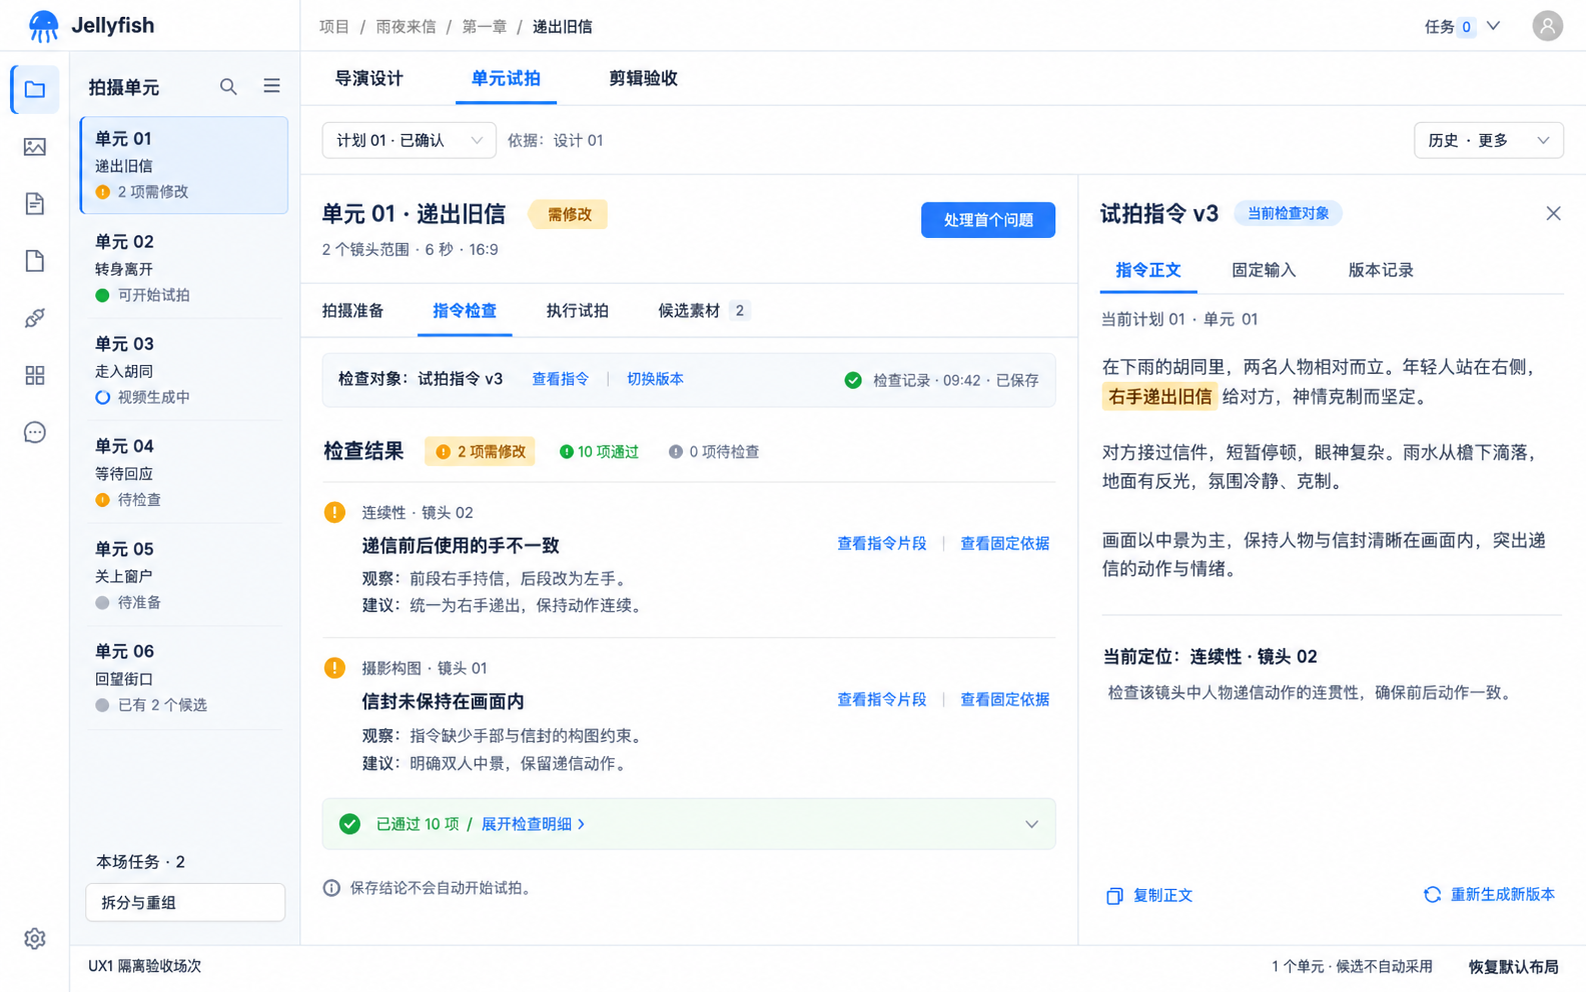 Jellyfish
项目 / 雨夜来信 / 第一章 / 递出旧信
任务 0
拍摄单元
单元 01
递出旧信
2 项需修改
单元 02
转身离开
可开始试拍
单元 03
走入胡同
视频生成中
单元 04
等待回应
待检查
单元 05
关上窗户
待准备
单元 06
回望街口
已有 2 个候选
本场任务 · 2
拆分与重组
导演设计 单元试拍 剪辑验收
计划 01 · 已确认 依据：设计 01
历史 · 更多
单元 01 · 递出旧信 需修改
2 个镜头范围 · 6 秒 · 16:9
处理首个问题
拍摄准备 指令检查 执行试拍 候选素材 2
检查对象：试拍指令 v3 查看指令 | 切换版本 检查记录 · 09:42 · 已保存
检查结果 2 项需修改 10 项通过 0 项待检查
连续性 · 镜头 02
递信前后使用的手不一致
查看指令片段 | 查看固定依据
观察：前段右手持信，后段改为左手。
建议：统一为右手递出，保持动作连续。
摄影构图 · 镜头 01
信封未保持在画面内
查看指令片段 | 查看固定依据
观察：指令缺少手部与信封的构图约束。
建议：明确双人中景，保留递信动作。
已通过 10 项 / 展开检查明细
保存结论不会自动开始试拍。
试拍指令 v3 当前检查对象
指令正文 固定输入 版本记录
当前计划 01 · 单元 01
在下雨的胡同里，两名人物相对而立。年轻人站在右侧，
右手递出旧信 给对方，神情克制而坚定。
对方接过信件，短暂停顿，眼神复杂。雨水从檐下滴落，
地面有反光，氛围冷静、克制。
画面以中景为主，保持人物与信封清晰在画面内，突出递
信的动作与情绪。
当前定位：连续性 · 镜头 02
检查该镜头中人物递信动作的连贯性，确保前后动作一致。
复制正文 重新生成新版本
UX1 隔离验收场次
1 个单元 · 候选不自动采用 恢复默认布局